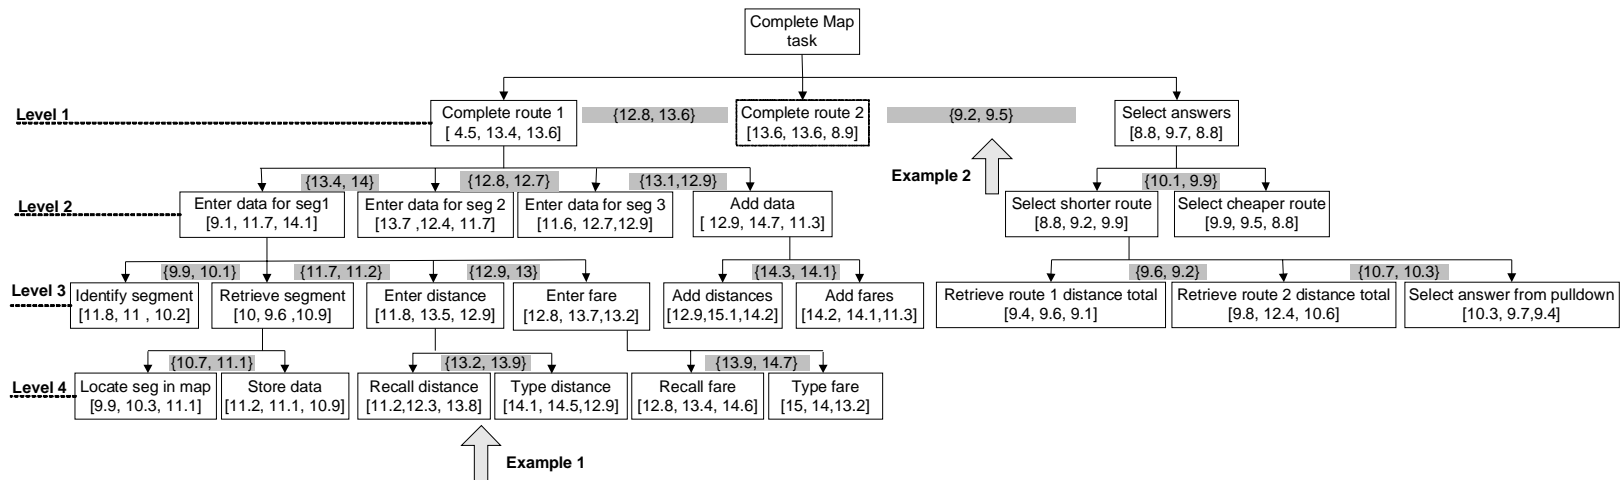 Complete Map
task
Level 1
Complete route 1
[ 4.5, 13.4, 13.6]
{12.8, 13.6}
Complete route 2
[13.6, 13.6, 8.9]
{9.2, 9.5}
Select answers
[8.8, 9.7, 8.8]
Example 2
Level 2
{13.4, 14}
{12.8, 12.7}
{13.1,12.9}
{10.1, 9.9}
Enter data for seg1
[9.1, 11.7, 14.1]
Enter data for seg 2
[13.7 ,12.4, 11.7]
Enter data for seg 3
[11.6, 12.7,12.9]
Add data
[ 12.9, 14.7, 11.3]
Select shorter route
[8.8, 9.2, 9.9]
Select cheaper route
[9.9, 9.5, 8.8]
Level 3
{9.9, 10.1}
{11.7, 11.2}
{12.9, 13}
{14.3, 14.1}
{9.6, 9.2}
{10.7, 10.3}
Identify segment
[11.8, 11 , 10.2]
Retrieve segment
[10, 9.6 ,10.9]
Enter distance
[11.8, 13.5, 12.9]
Enter fare
[12.8, 13.7,13.2]
Add distances
[12.9,15.1,14.2]
Add fares
[14.2, 14.1,11.3]
Retrieve route 1 distance total
[9.4, 9.6, 9.1]
Retrieve route 2 distance total
[9.8, 12.4, 10.6]
Select answer from pulldown
[10.3, 9.7,9.4]
Level 4
{10.7, 11.1}
{13.2, 13.9}
{13.9, 14.7}
Locate seg in map
[9.9, 10.3, 11.1]
Store data
[11.2, 11.1, 10.9]
Recall distance
[11.2,12.3, 13.8]
Type distance
[14.1, 14.5,12.9]
Recall fare
[12.8, 13.4, 14.6]
Type fare
[15, 14,13.2]
Example 1